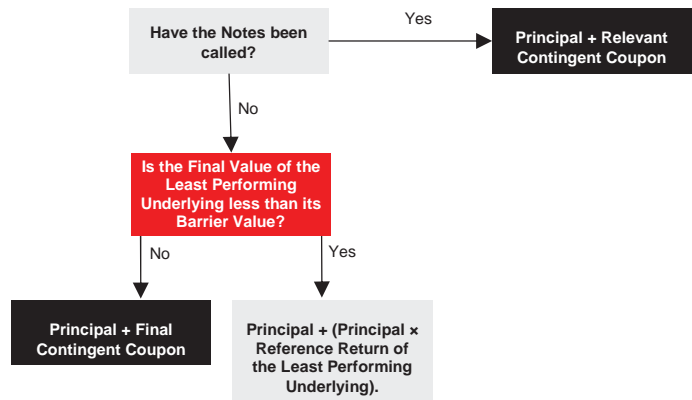 Have the Notes been
called?
Yes
Principal + Relevant
Contingent Coupon
No
Is the Final Value of the
Least Performing
Underlying less than its
Barrier Value?
No
Yes
Principal + Final
Contingent Coupon
Principal + (Principal ×
Reference Return of
the Least Performing
Underlying).